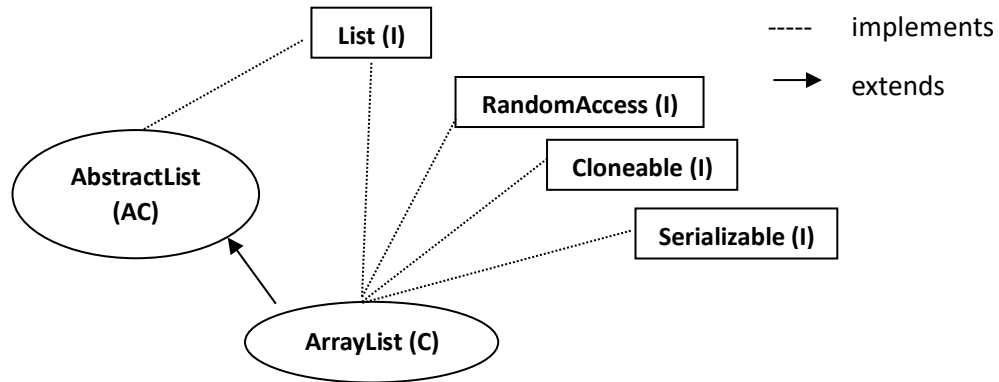 List (I)
----- implements
extends
RandomAccess (I)
Cloneable (I)
AbstractList
(AC)
Serializable (I)
ArrayList (C)